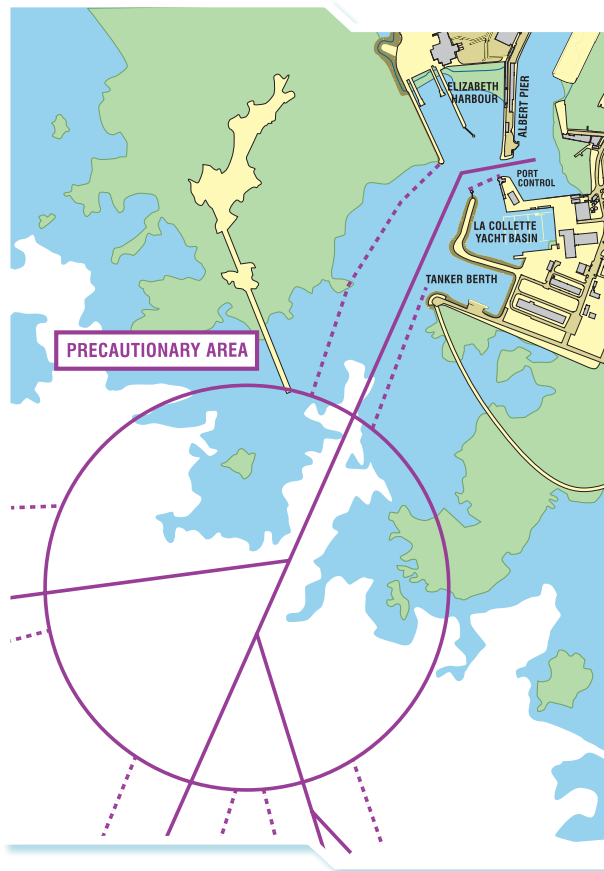 ELIZABETH
HARBOUR
ALBERT PIER
PORT
CONTROL
LA COLLETTE
YACHT BASIN
TANKER BERTH
PRECAUTIONARY AREA